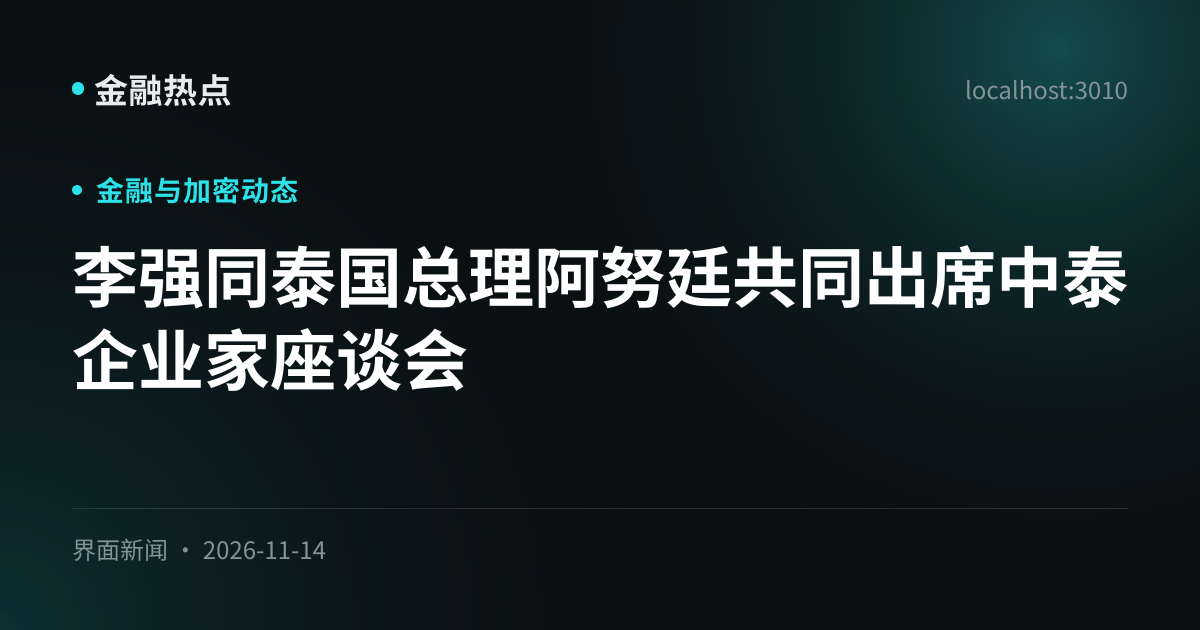 金融热点
localhost:3010
金融与加密动态
李强同泰国总理阿努廷共同出席中泰
企业家座谈会
界面新闻 • 2026-11-14